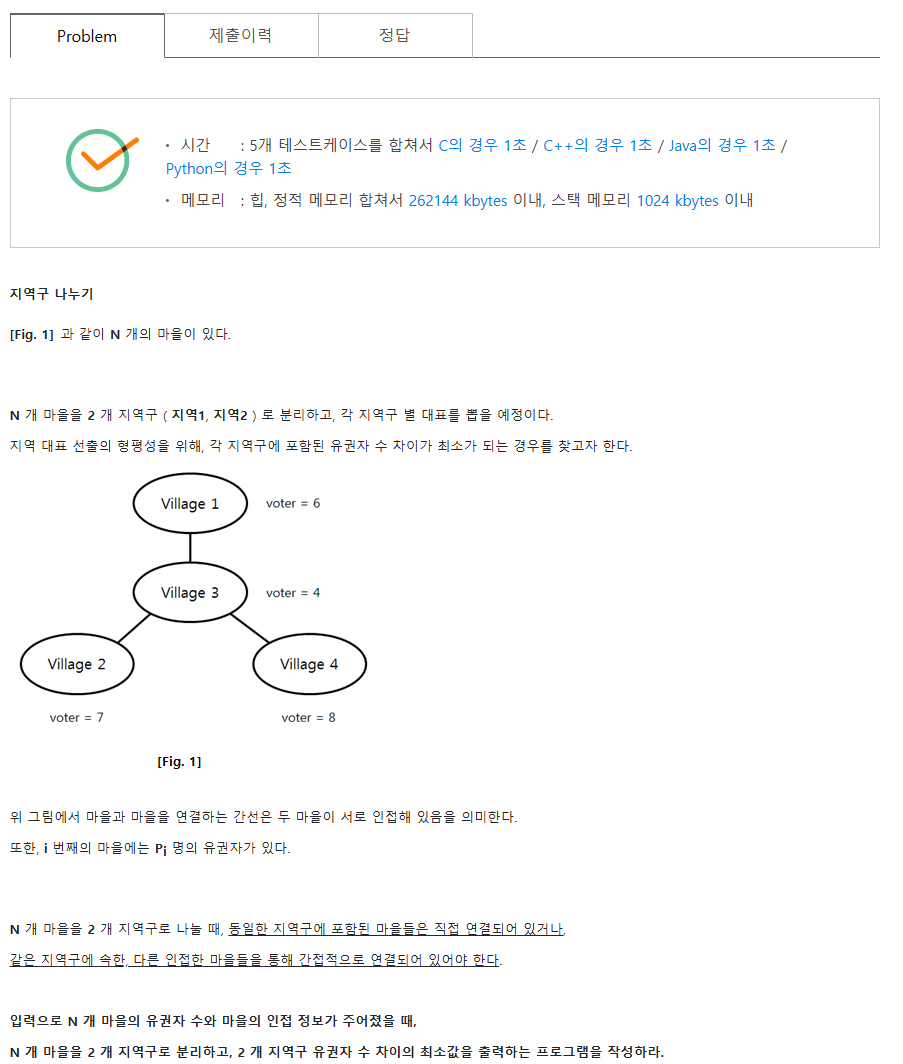 Problem
제출이력
정답
· 시간 : 5개 테스트케이스를 합쳐서 C의 경우 1초 / C++의 경우 1초 / Java의 경우 1초 /
Python의 경우 1초
· 메모리 : 힙, 정적 메모리 합쳐서 262144 kbytes 이내, 스택 메모리 1024 kbytes 이내
지역구 나누기
[Fig. 1] 과 같이 N 개의 마을이 있다.
N 개 마을을 2 개 지역구 ( 지역1, 지역2 ) 로 분리하고, 각 지역구 별 대표를 뽑을 예정이다.
지역 대표 선출의 형평성을 위해, 각 지역구에 포함된 유권자 수 차이가 최소가 되는 경우를 찾고자 한다.
Village 1
voter = 6
Village 3
voter = 4
Village 2
Village 4
voter = 7
voter = 8
[Fig. 1]
위 그림에서 마을과 마을을 연결하는 간선은 두 마을이 서로 인접해 있음을 의미한다.
또한, i 번째의 마을에는 Pi 명의 유권자가 있다.
N 개 마을을 2 개 지역구로 나눌 때, 동일한 지역구에 포함된 마을들은 직접 연결되어 있거나,
같은 지역구에 속한, 다른 인접한 마을들을 통해 간접적으로 연결되어 있어야 한다.
입력으로 N 개 마을의 유권자 수와 마을의 인접 정보가 주어졌을 때,
N 개 마을을 2 개 지역구로 분리하고, 2 개 지역구 유권자 수 차이의 최소값을 출력하는 프로그램을 작성하라.